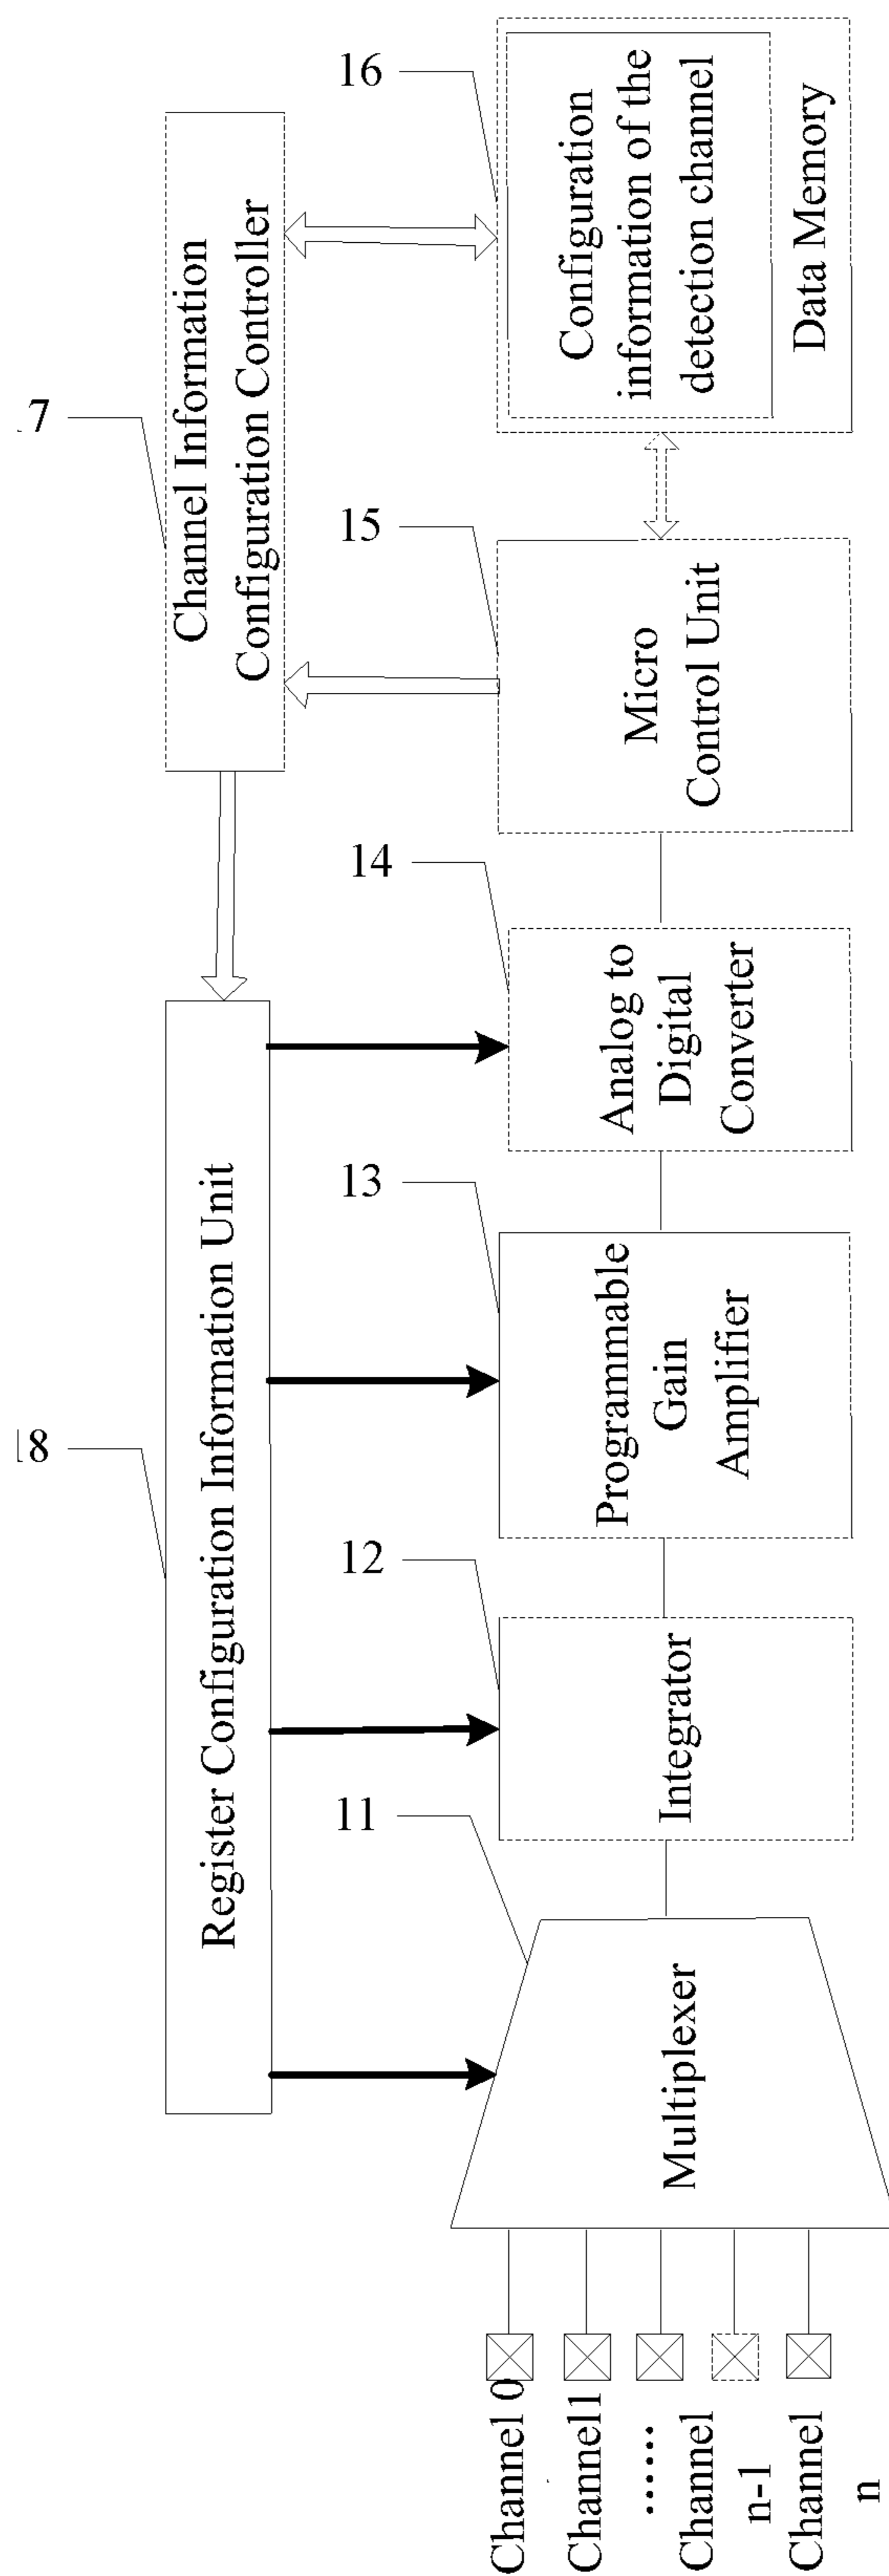 17
Channel Information
Configuration Controller
16
Configuration
information of the
detection channel
Data Memory
15
Micro
Control Unit
14
Analog to
Digital
Converter
18
Register Configuration Information Unit
13
Programmable
Gain
Amplifier
12
Integrator
11
Multiplexer
Channel 0
Channel1
......
Channel
n-1
Channel
n